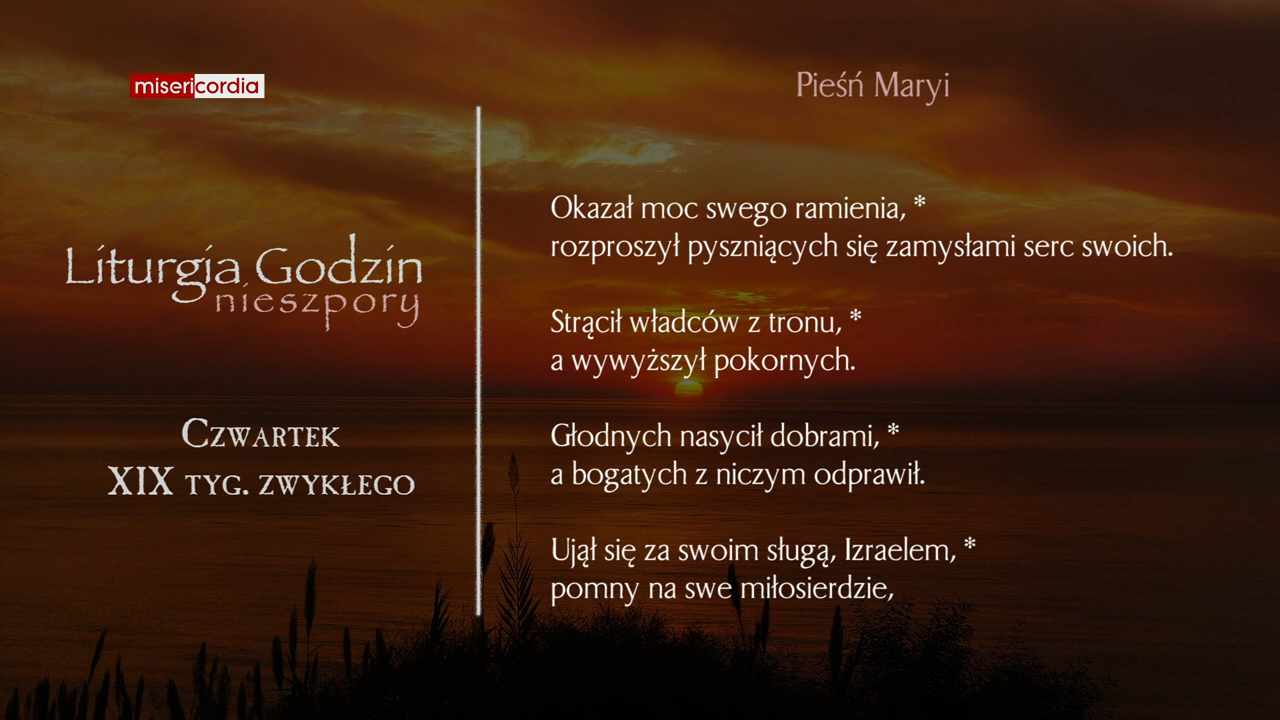 misericordia
Liturgia Godzin
nieszpory
Czwartek
XIX tyg. zwykłego
Pieśń Maryi
Okazał moc swego ramienia, *
rozproszył pyszniących się zamysłami serc swoich.
Strącił władców z tronu, *
a wywyższył pokornych.
Głodnych nasycił dobrami, *
a bogatych z niczym odprawił.
Ujął się za swoim sługą, Izraelem, *
pomny na swe miłosierdzie,